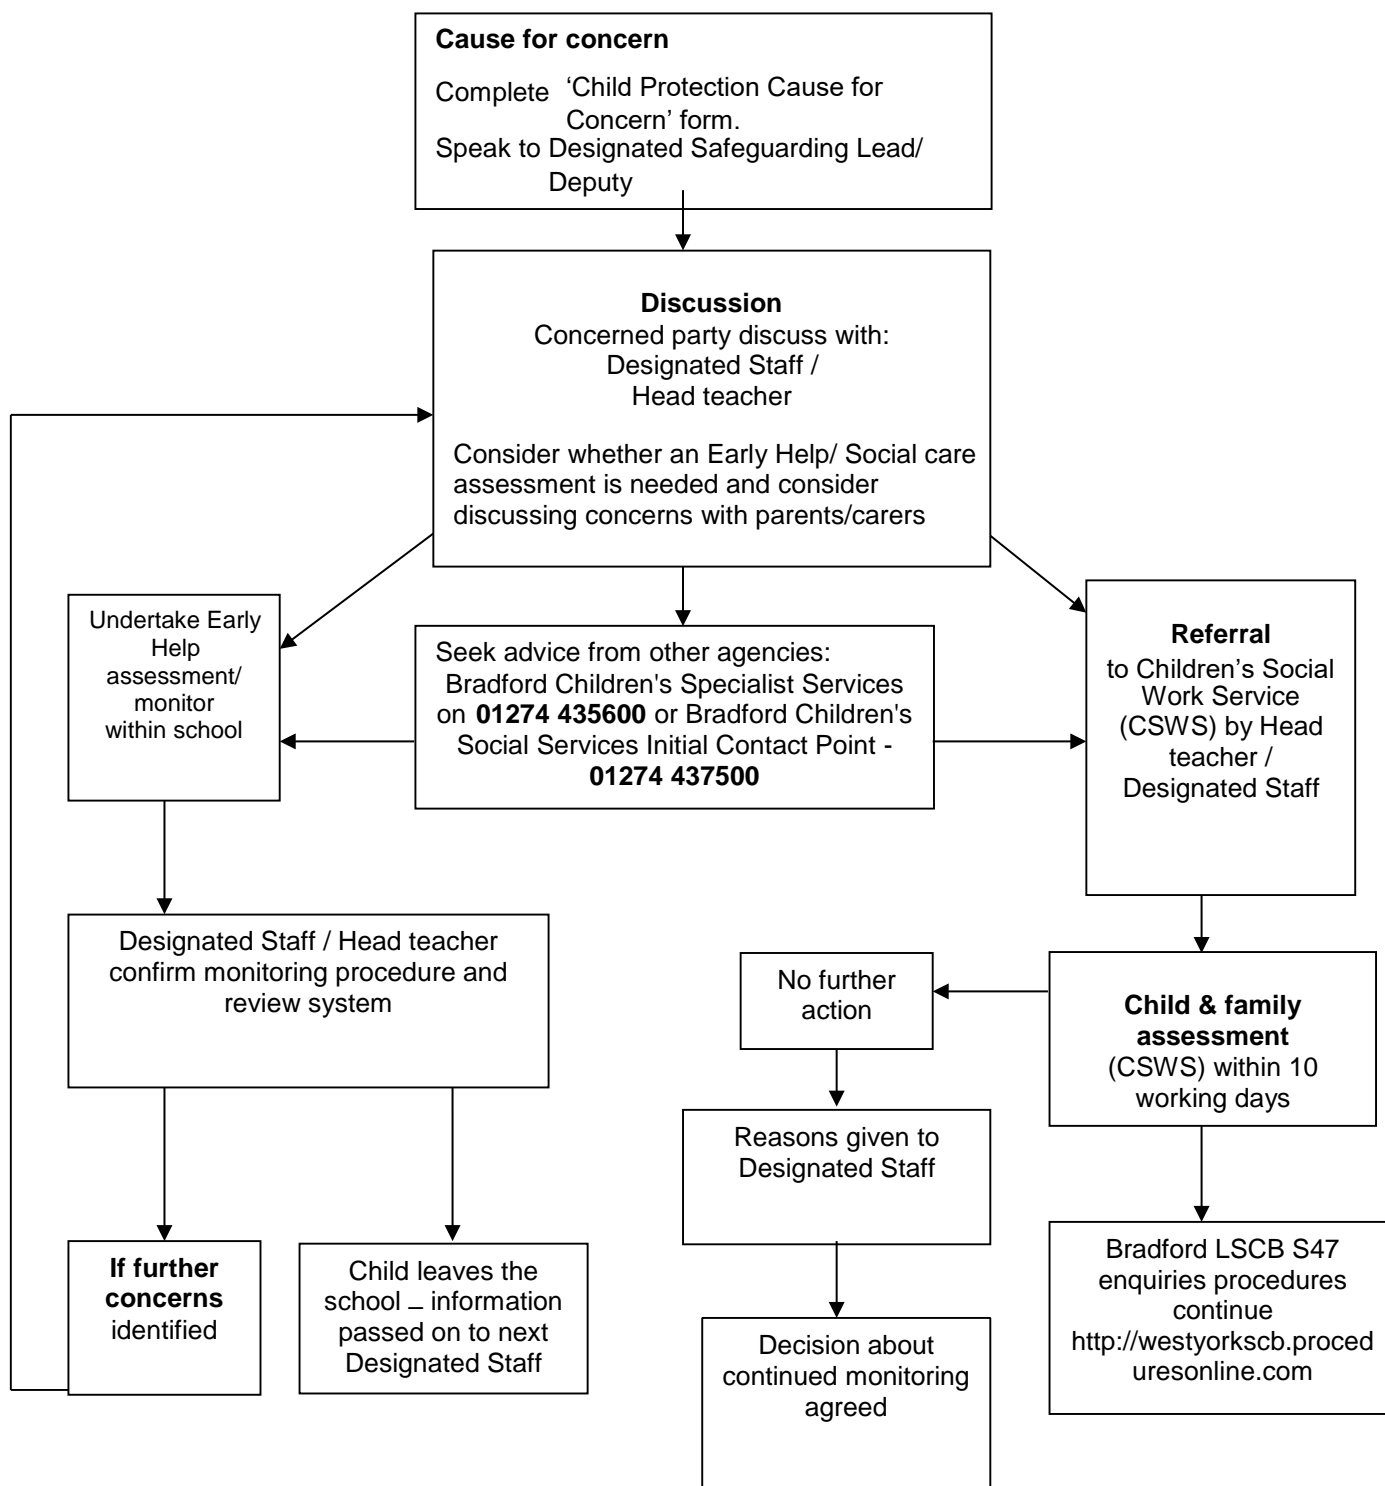 Cause for concern
Complete ‘Child Protection Cause for
Concern’ form.
Speak to Designated Safeguarding Lead/
Deputy
Discussion
Concerned party discuss with:
Designated Staff /
Head teacher
Consider whether an Early Help/ Social care
assessment is needed and consider
discussing concerns with parents/carers
Undertake Early
Help
assessment/
monitor
within school
Seek advice from other agencies:
Bradford Children's Specialist Services
on 01274 435600 or Bradford Children's
Social Services Initial Contact Point -
01274 437500
Referral
to Children’s Social
Work Service
(CSWS) by Head
teacher /
Designated Staff
Designated Staff / Head teacher
confirm monitoring procedure and
review system
No further
action
Child & family
assessment
(CSWS) within 10
working days
Reasons given to
Designated Staff
If further
concerns
identified
Child leaves the
school – information
passed on to next
Designated Staff
Decision about
continued monitoring
agreed
Bradford LSCB S47
enquiries procedures
continue
http://westyorkscb.proced
uresonline.com